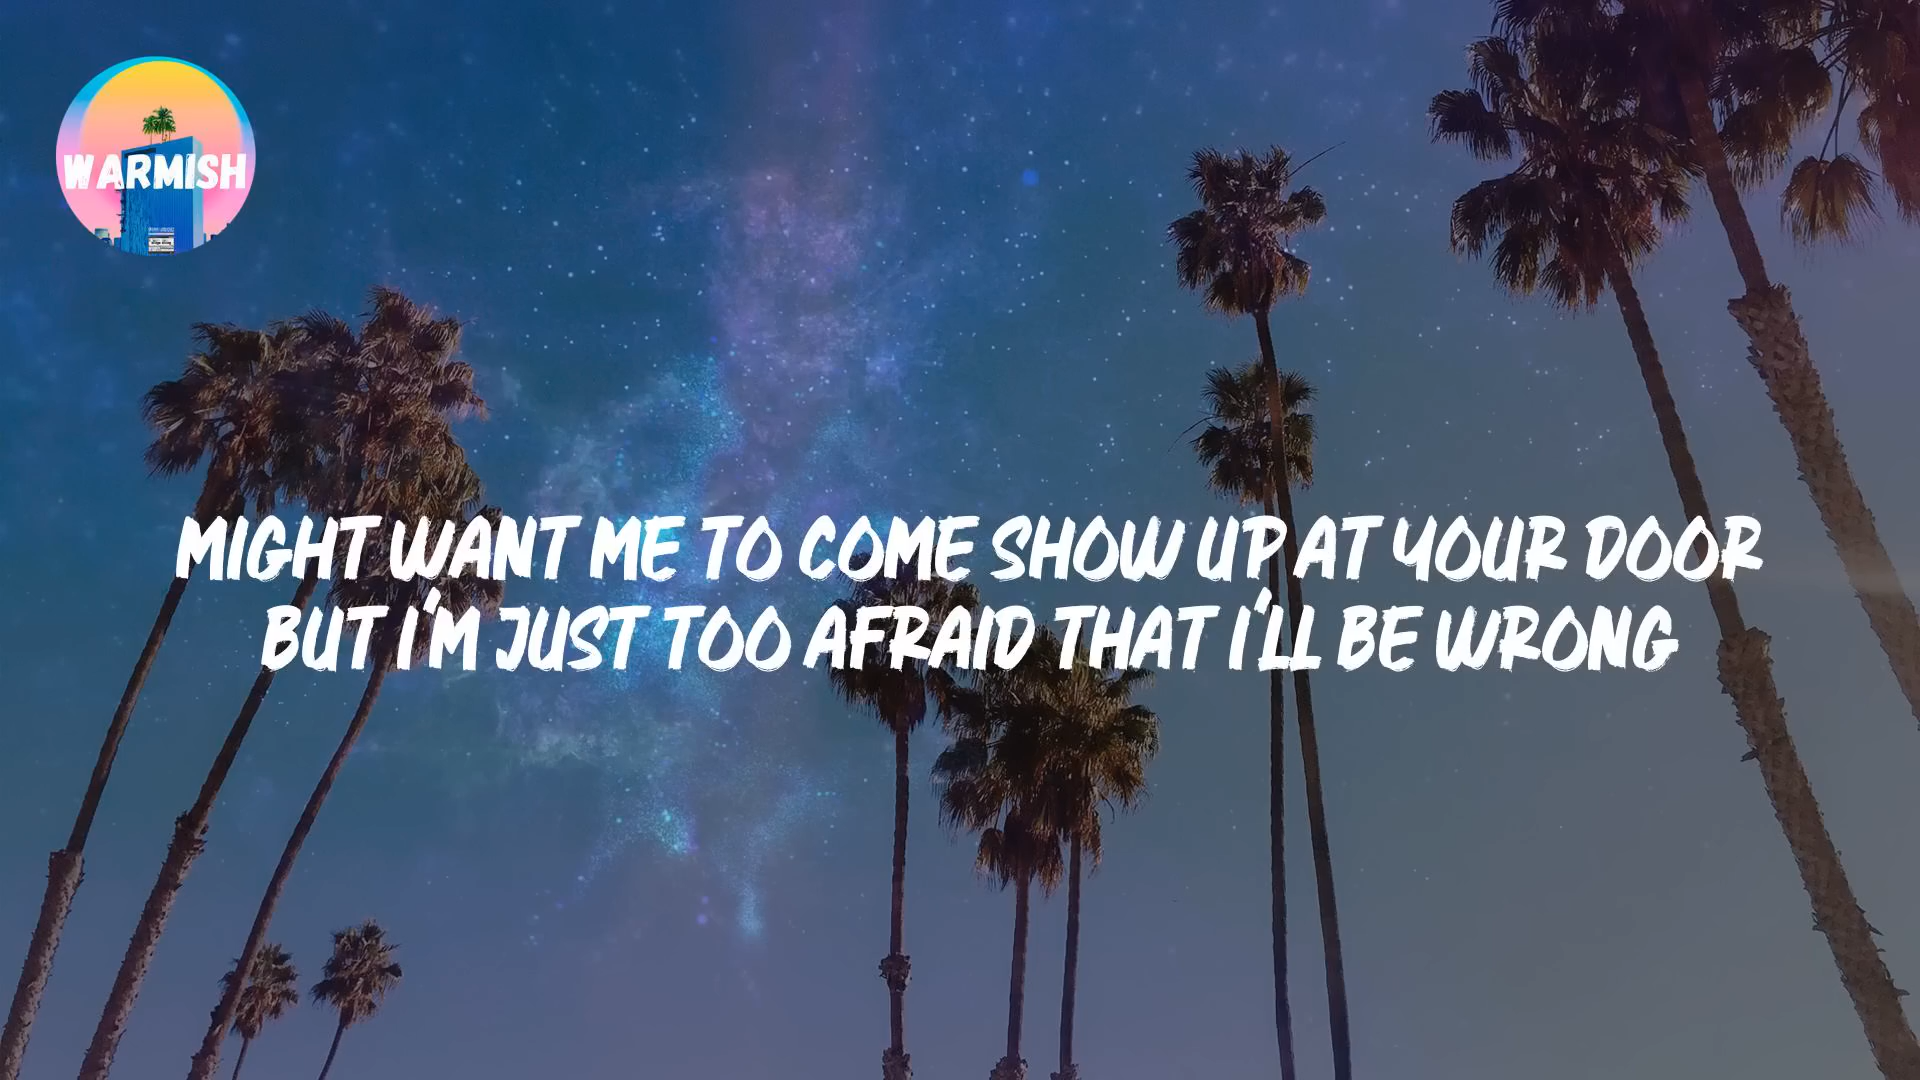 WARMISH
MIGHT WANT ME TO COME SHOW UP AT YOUR DOOR
BUT I'M JUST TOO AFRAID THAT I'LL BE WRONG